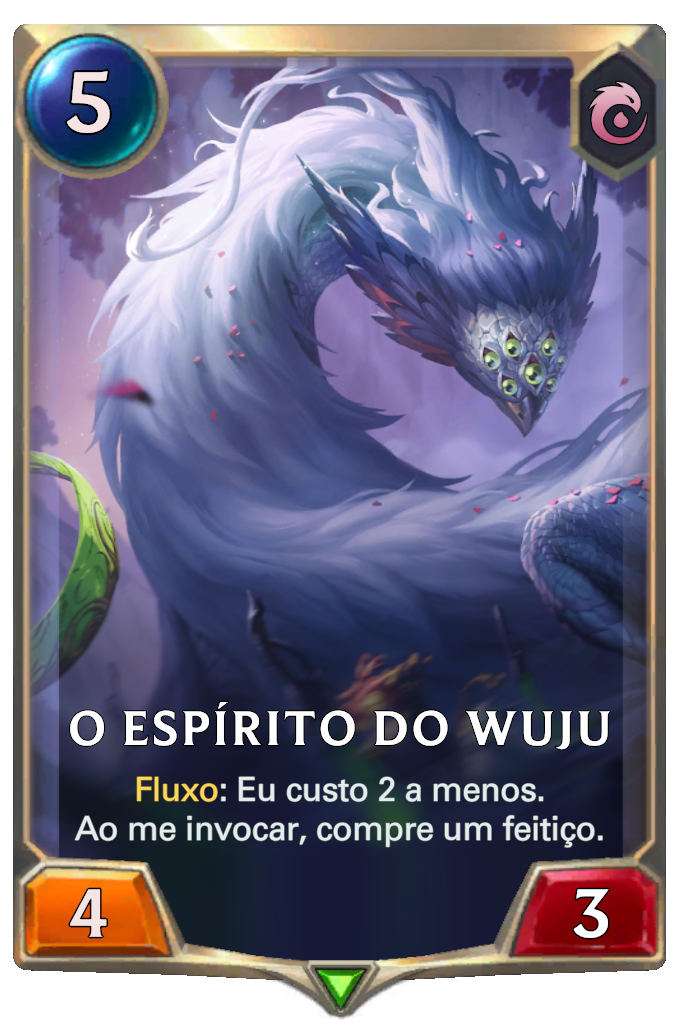 5
O ESPÍRITO DO WUJU
Fluxo: Eu custo 2 a menos.
Ao me invocar, compre um feitiço.
4
3